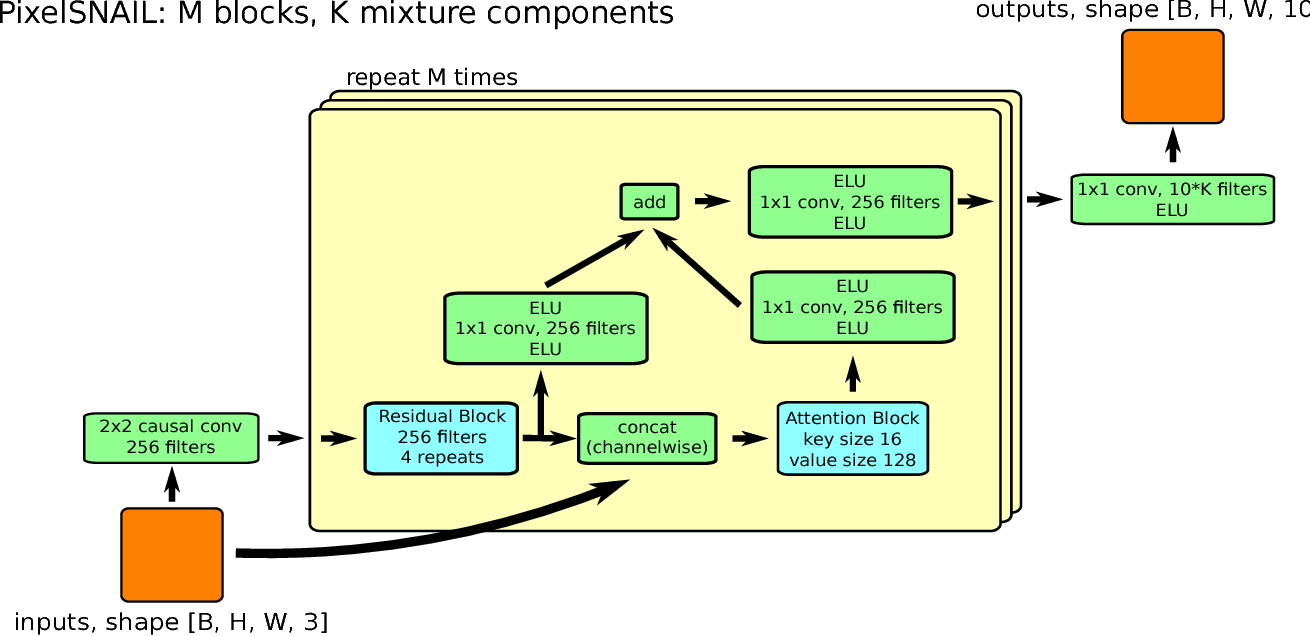 PixelSNAIL: M blocks, K mixture components
outputs, shape [B, H, W, 10
repeat M times
add
ELU
1x1 conv, 256 filters
ELU
1x1 conv, 10*K filters
ELU
ELU
1x1 conv, 256 filters
ELU
ELU
1x1 conv, 256 filters
ELU
2x2 causal conv
256 filters
Residual Block
256 filters
4 repeats
concat
(channelwise)
Attention Block
key size 16
value size 128
inputs, shape [B, H, W, 3]